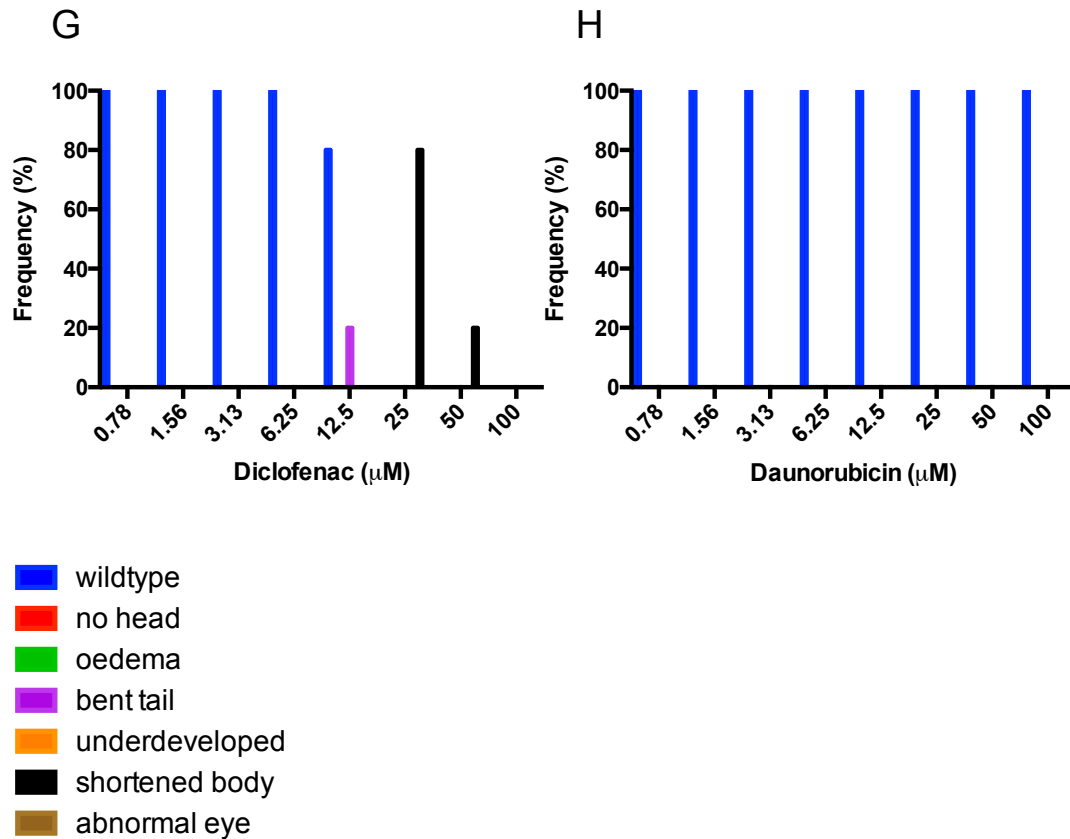 G
100
80
60
40
20
0
Frequency (%)
0.78
1.56
3.13
6.25
12.5
25
50
100
Diclofenac (μM)
H
100
80
60
40
20
0
Frequency (%)
0.78
1.56
3.13
6.25
12.5
25
50
100
Daunorubicin (μM)
wildtype
no head
oedema
bent tail
underdeveloped
shortened body
abnormal eye